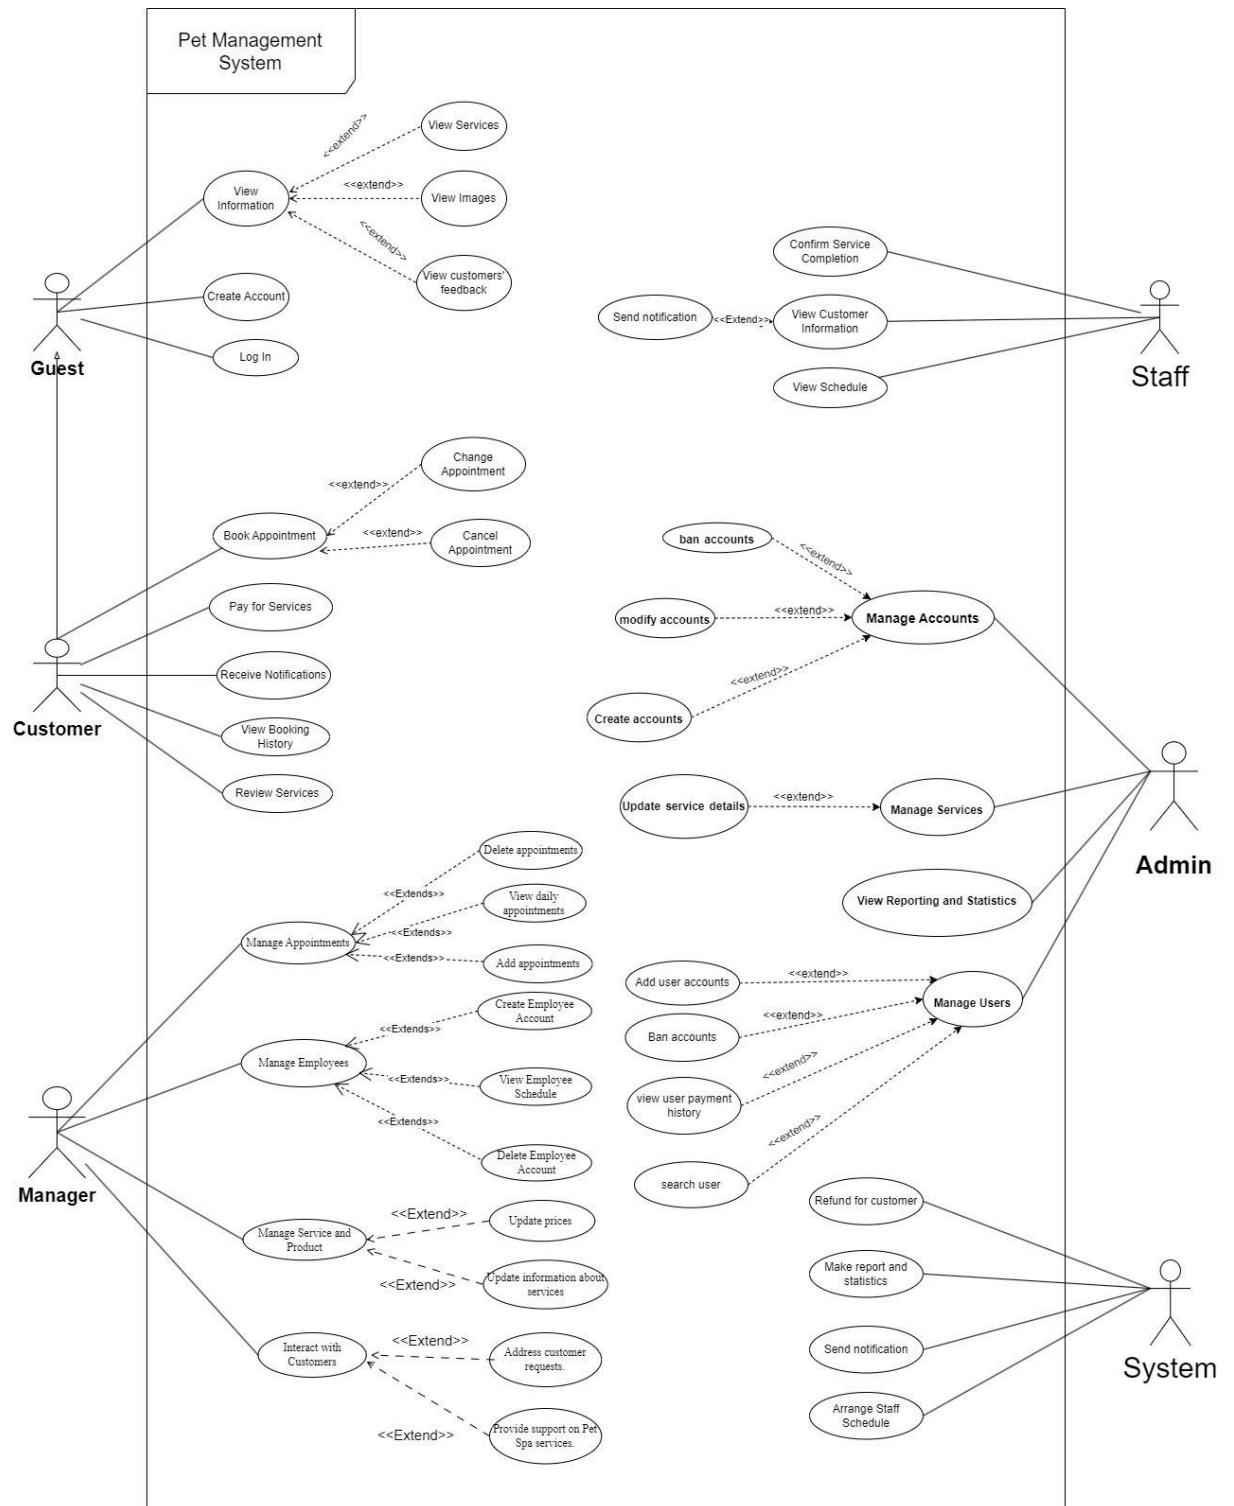 Pet Management
System
<<extend>>
View Services
View
Information
<<extend>>
View Images
<<extend>>
View customers'
feedback
Create Account
Log In
Guest
Confirm Service
Completion
Send notification
<<Extend>>
View Customer
Information
View Schedule
Staff
Change
Appointment
<<extend>>
Book Appointment
<<extend>>
Cancel
Appointment
Pay for Services
Receive Notifications
View Booking
History
Review Services
Customer
ban accounts
<<extend>>
modify accounts
<<extend>>
Manage Accounts
<<extend>>
Create accounts
Update service details
<<extend>>
Manage Services
View Reporting and Statistics
Admin
Add user accounts
<<extend>>
Manage Users
Ban accounts
<<extend>>
view user payment
history
<<extend>>
search user
<<extend>>
Delete appointments
<<Extends>>
View daily
appointments
<<Extends>>
Manage Appointments
<<Extends>>
Add appointments
Create Employee
Account
<<Extends>>
Manage Employees
<<Extends>>
View Employee
Schedule
<<Extends>>
Delete Employee
Account
Manager
<<Extend>>
Update prices
Manage Service and
Product
<<Extend>>
Update information about
services
Interact with
Customers
<<Extend>>
Address customer
requests.
<<Extend>>
Provide support on Pet
Spa services.
Refund for customer
Make report and
statistics
Send notification
Arrange Staff
Schedule
System